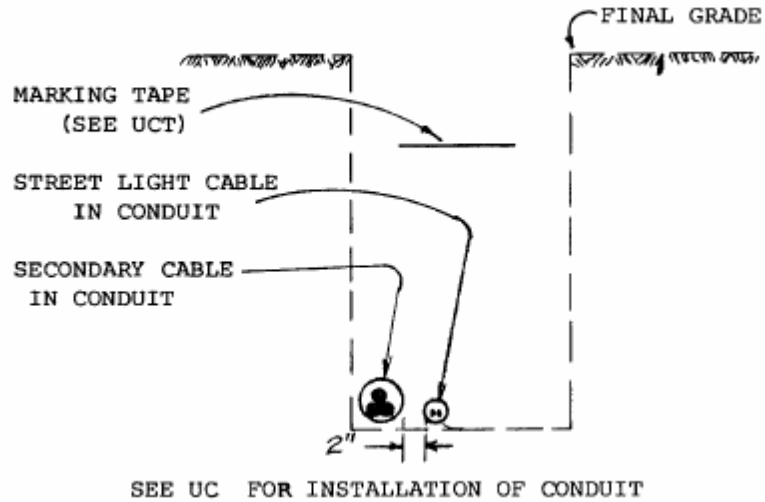 FINAL GRADE
MARKING TAPE
(SEE UCT)
STREET LIGHT CABLE
IN CONDUIT
SECONDARY CABLE
IN CONDUIT
2"
SEE UC FOR INSTALLATION OF CONDUIT